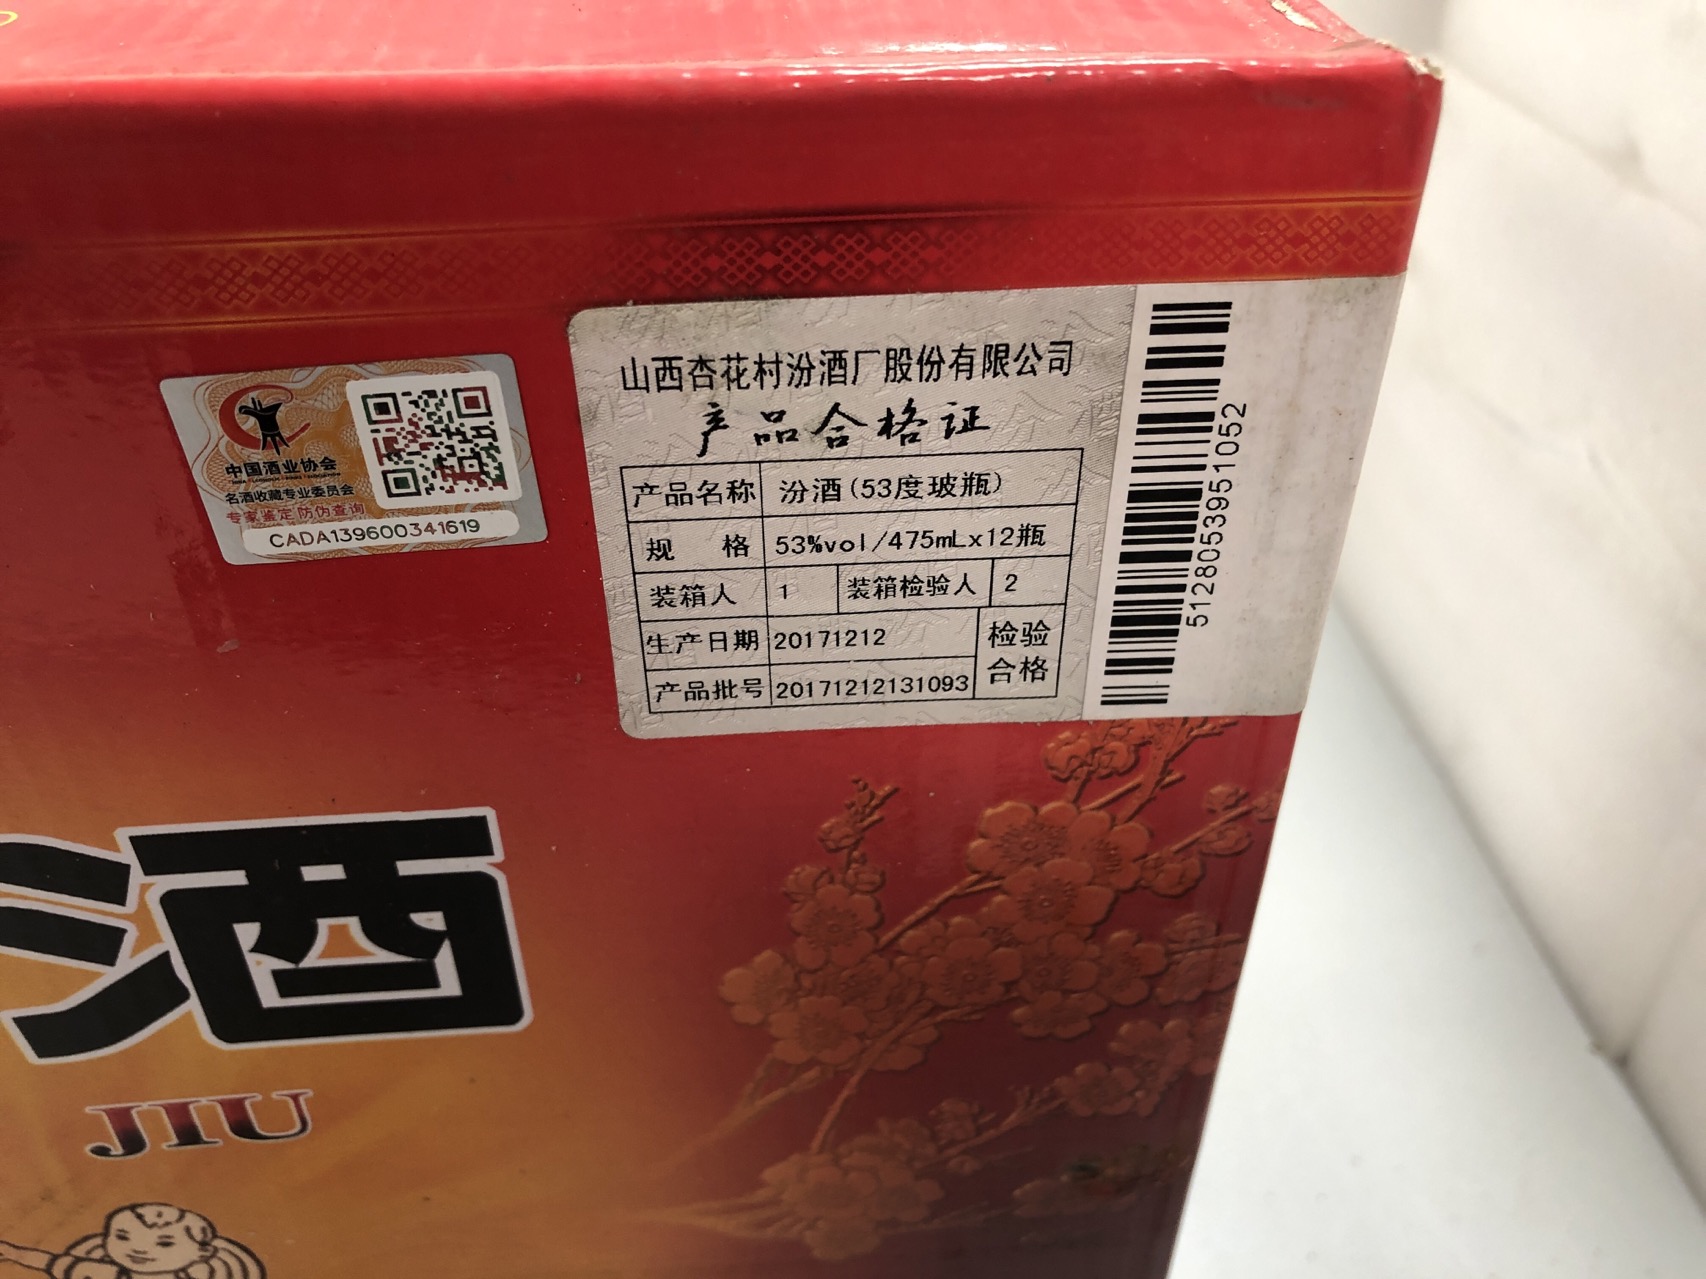 中国酒业协会
名酒收藏专业委员会
专家鉴定 防伪查询
CADA139600341619
山西杏花村汾酒厂股份有限公司
产品合格证
产品名称 汾酒(53度玻瓶)
规 格 53%vol/475mLx12瓶
装箱人 1 装箱检验人 2
生产日期 20171212
产品批号 20171212131093
检验
合格
5128053951052
酒
JIU